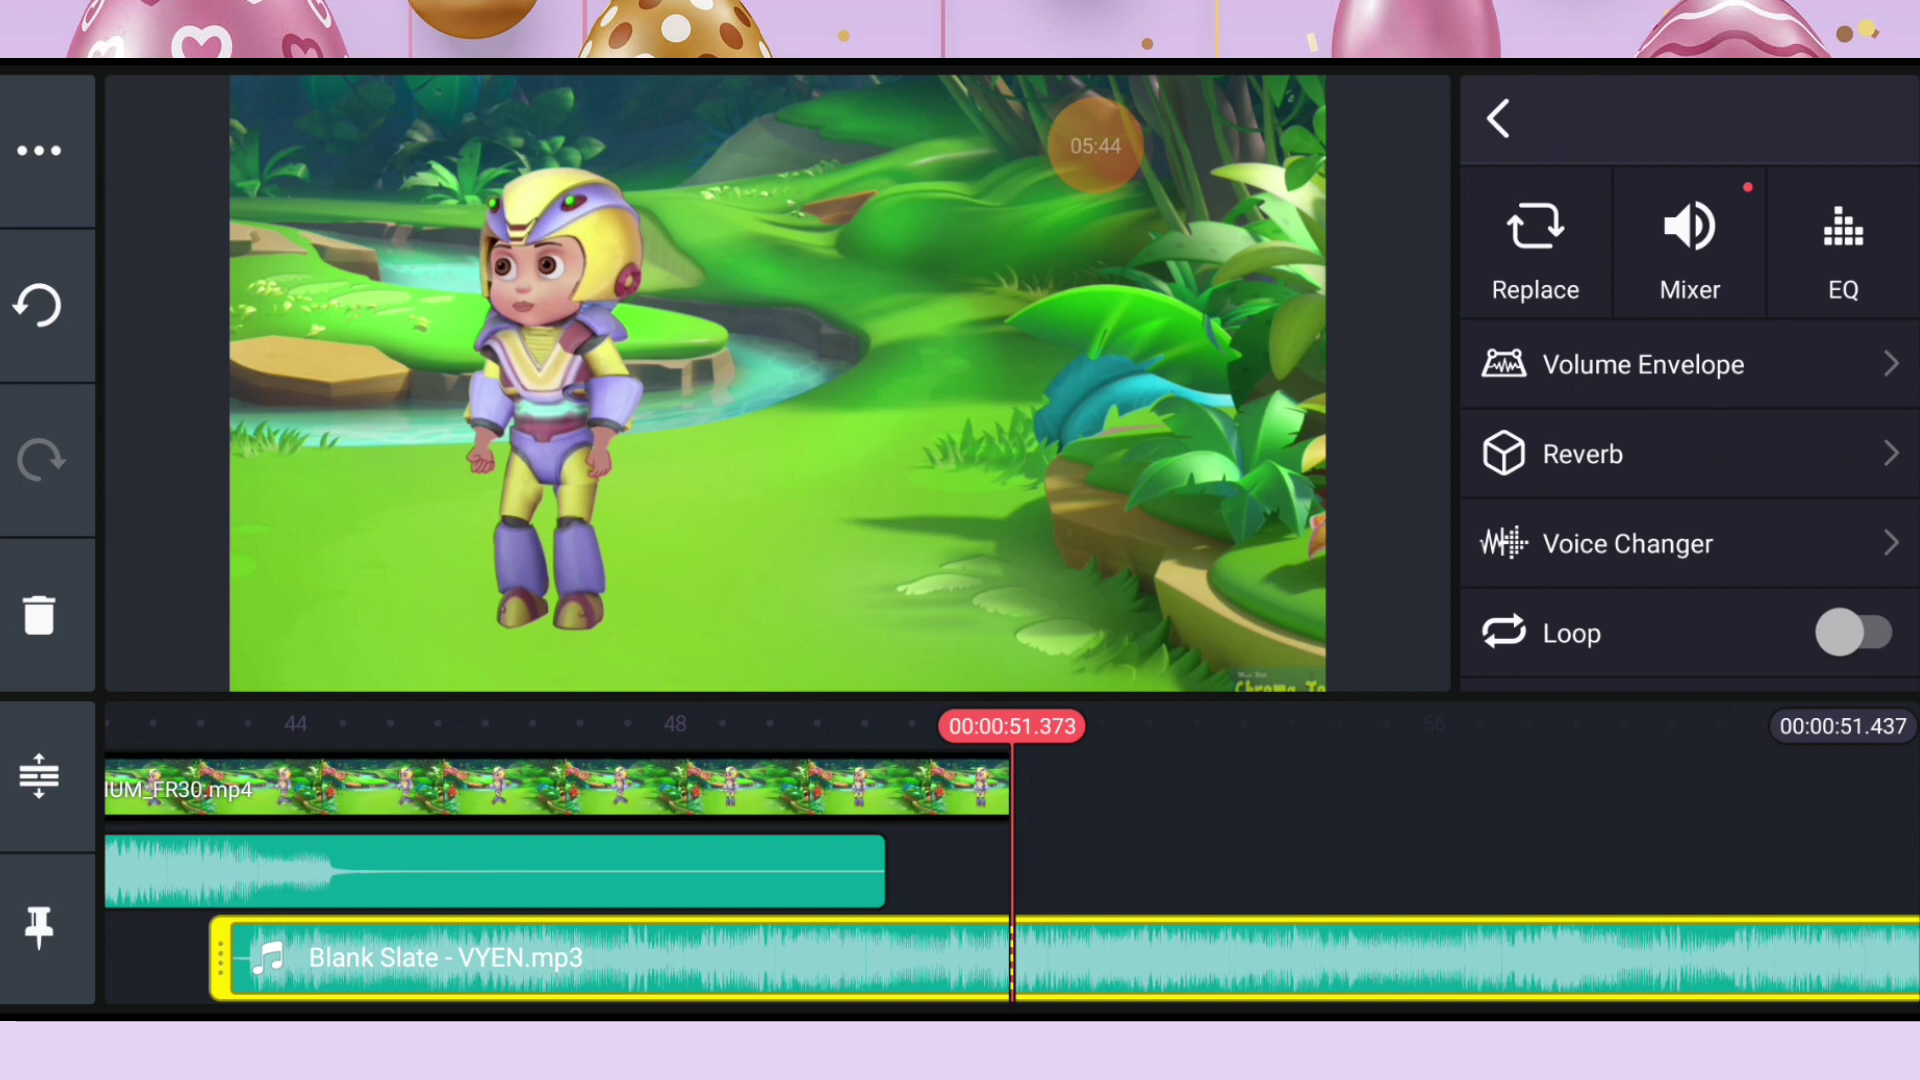 05:44
Replace
Mixer
EQ
Volume Envelope
Reverb
Voice Changer
Loop
44
48
00:00:51.373
56
00:00:51.437
IUM_FR30.mp4
Blank Slate - VYEN.mp3